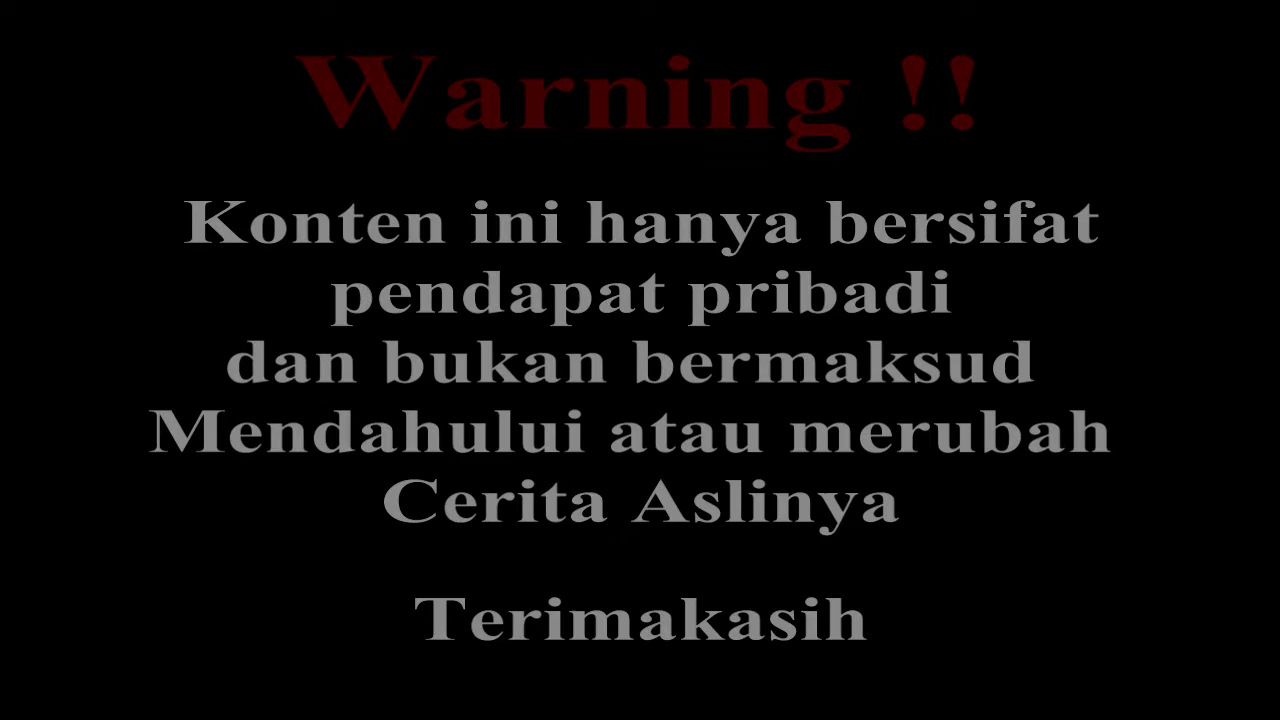 Warning !!
Konten ini hanya bersifat
pendapat pribadi
dan bukan bermaksud
Mendahului atau merubah
Cerita Aslinya
Terimakasih